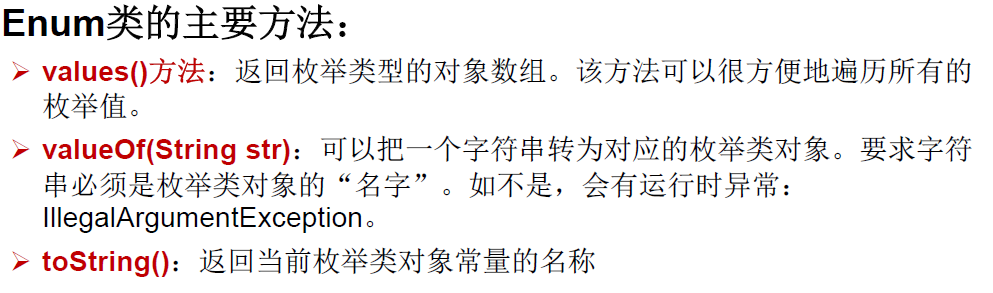 Enum类的主要方法：
➢ values()方法：返回枚举类型的对象数组。该方法可以很方便地遍历所有的
枚举值。
➢ valueOf(String str)：可以把一个字符串转为对应的枚举类对象。要求字符
串必须是枚举类对象的“名字”。如不是，会有运行时异常：
IllegalArgumentException。
➢ toString()：返回当前枚举类对象常量的名称